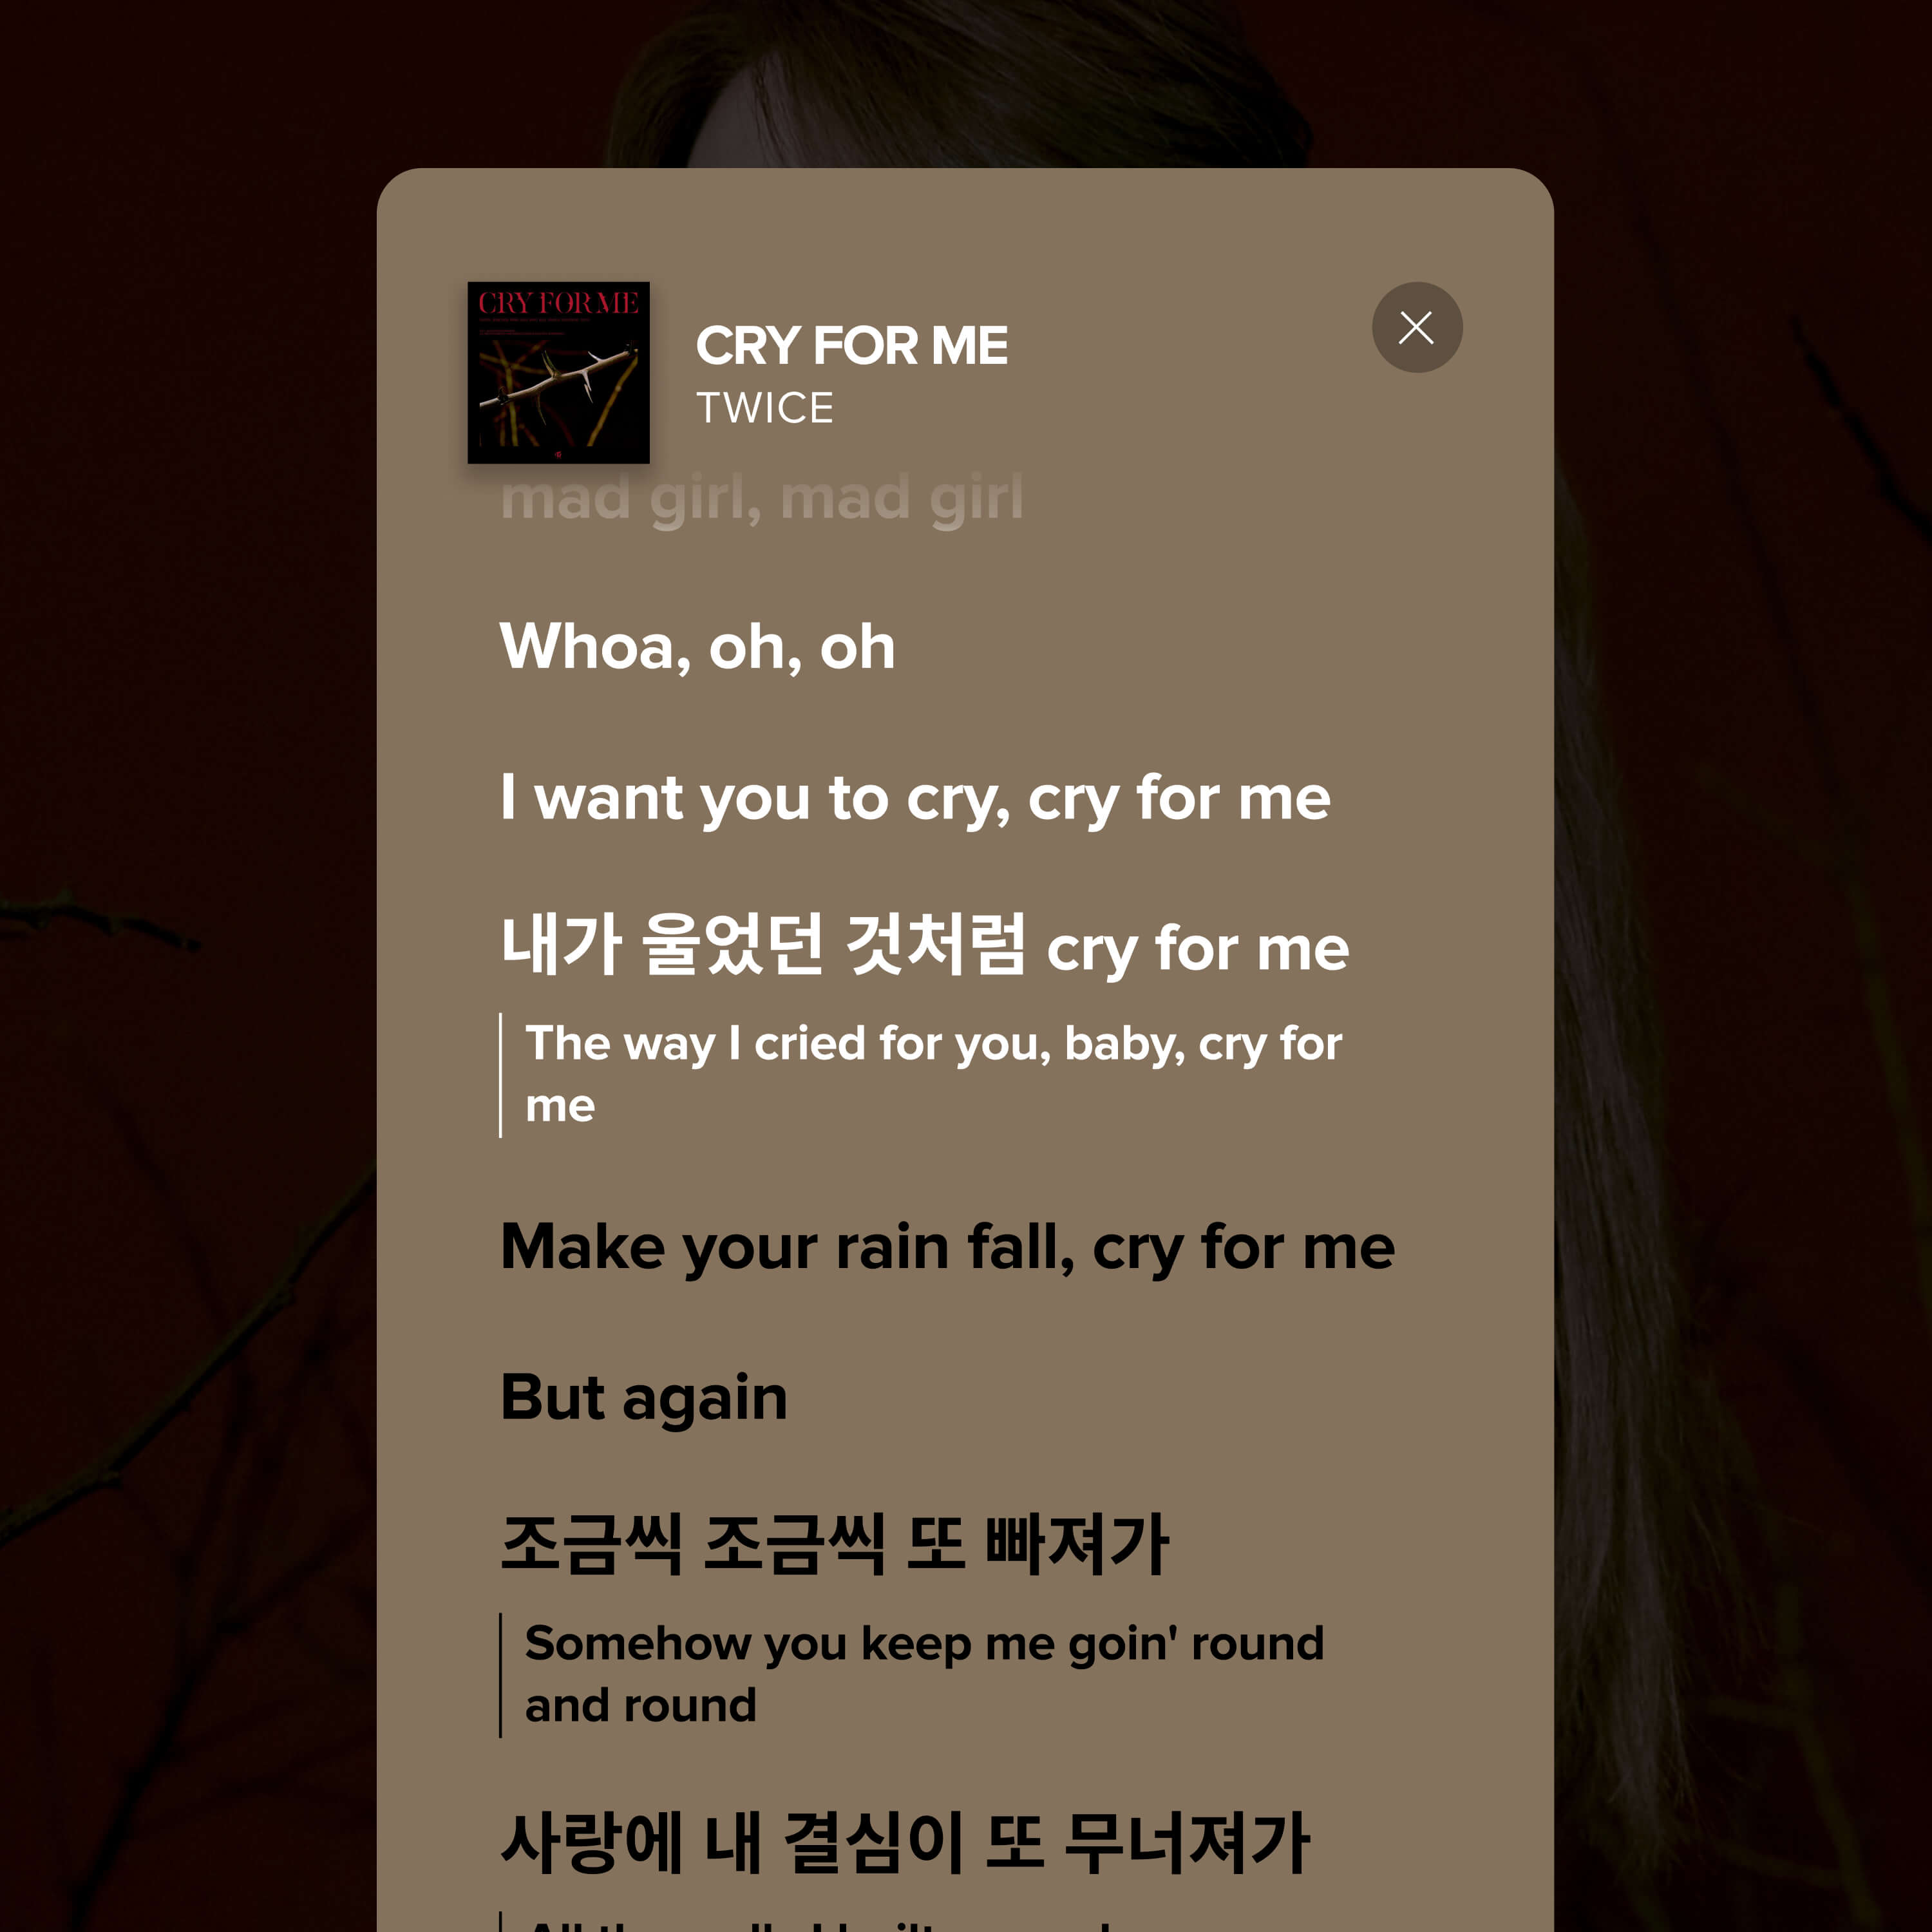 CRY FOR ME
CRY FOR ME
TWICE
mad girl, mad girl
Whoa, oh, oh
I want you to cry, cry for me
내가 울었던 것처럼 cry for me
The way I cried for you, baby, cry for
me
Make your rain fall, cry for me
But again
조금씩 조금씩 또 빠져가
Somehow you keep me goin' round
and round
사랑에 내 결심이 또 무너져가